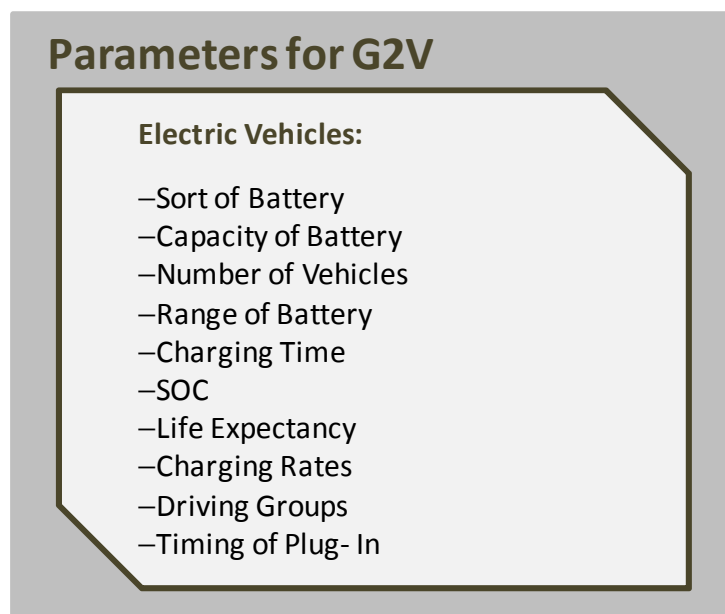 Parameters for G2V
Electric Vehicles:
–Sort of Battery
–Capacity of Battery
–Number of Vehicles
–Range of Battery
–Charging Time
–SOC
–Life Expectancy
–Charging Rates
–Driving Groups
–Timing of Plug- In